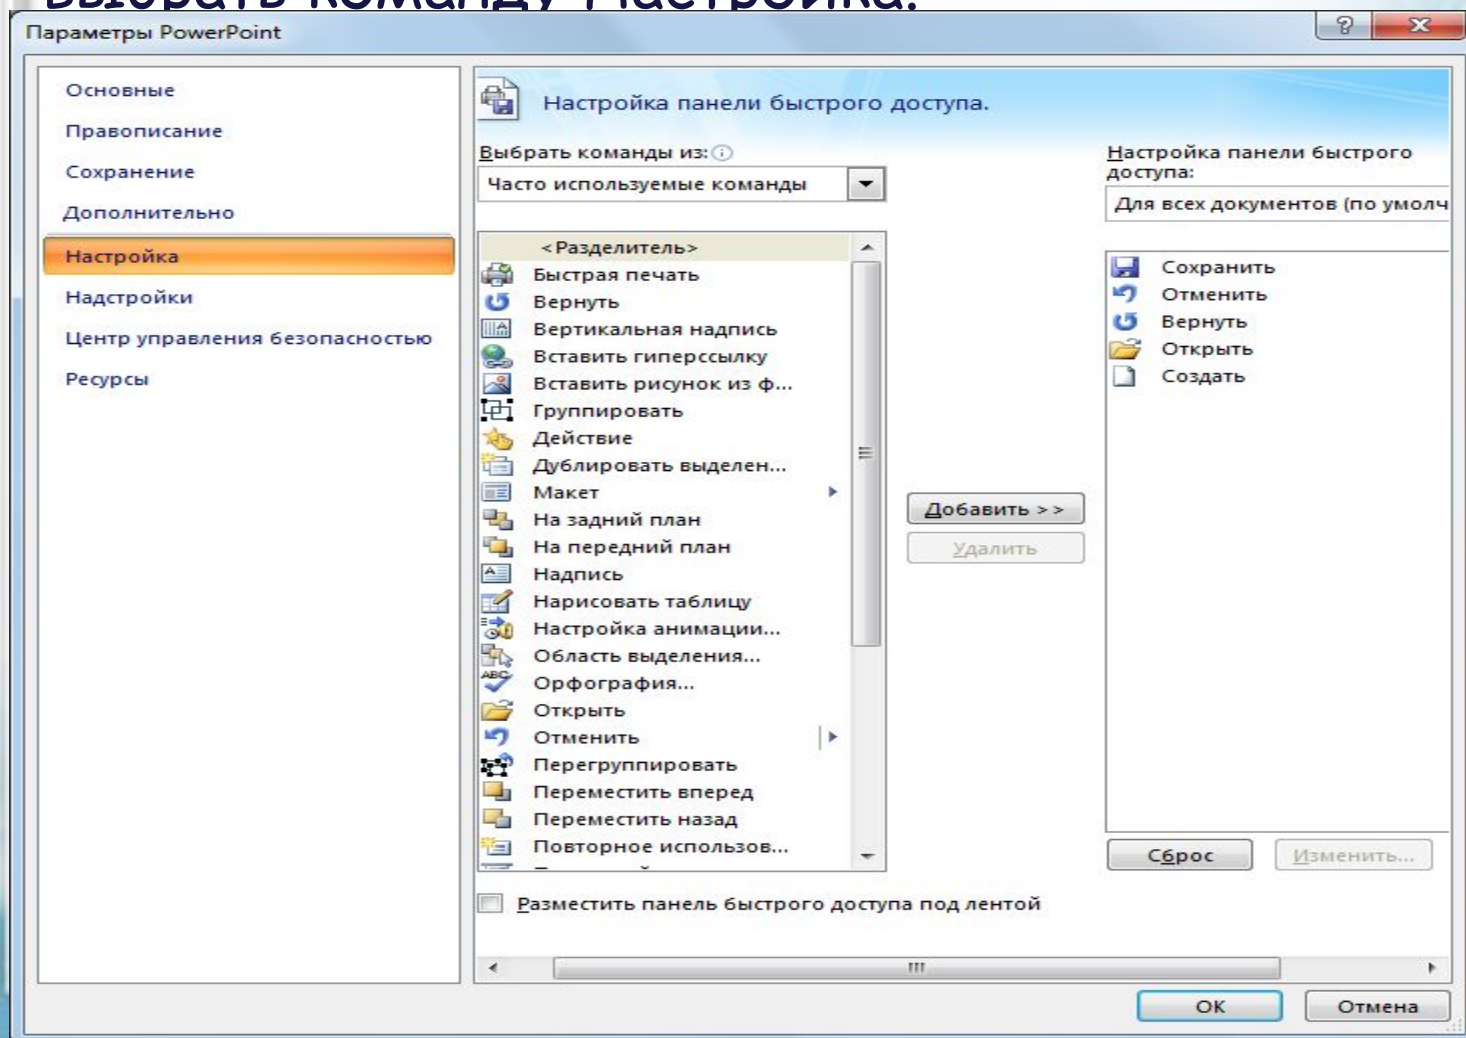 выбрать команду Настройка.
Параметры PowerPoint
Основные
Правописание
Сохранение
Дополнительно
Настройка
Надстройки
Центр управления безопасностью
Ресурсы
Настройка панели быстрого доступа.
Выбрать команды из:
Часто используемые команды
<Разделитель>
Быстрая печать
Вернуть
Вертикальная надпись
Вставить гиперссылку
Вставить рисунок из ф...
Группировать
Действие
Дублировать выделен...
Макет
На задний план
На передний план
Надпись
Нарисовать таблицу
Настройка анимации...
Область выделения...
Орфография...
Открыть
Отменить
Перегруппировать
Переместить вперед
Переместить назад
Повторное использов...
Добавить >>
Удалить
Настройка панели быстрого
доступа:
Для всех документов (по умолч
Сохранить
Отменить
Вернуть
Открыть
Создать
Сброс
Изменить...
Разместить панель быстрого доступа под лентой
ОК
Отмена